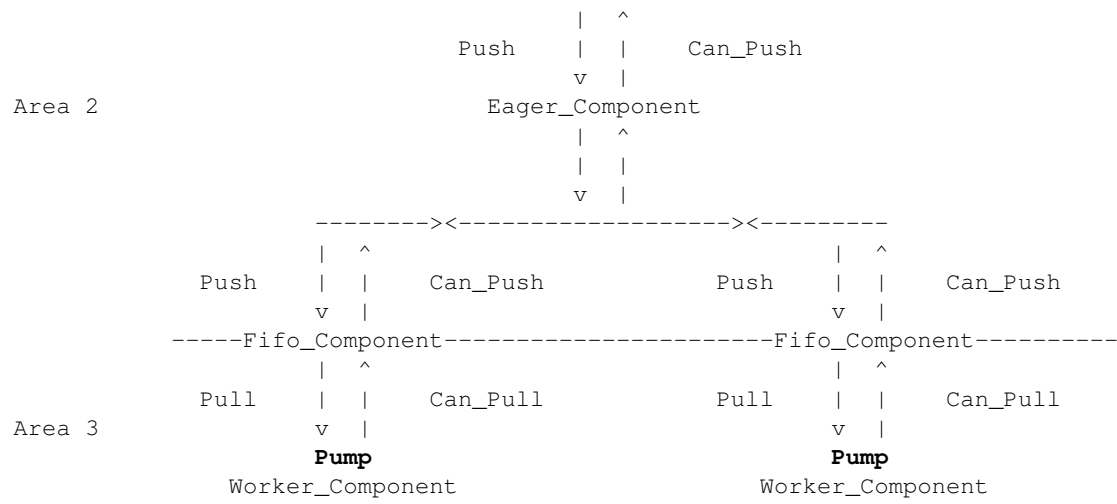 | ^
Push | | Can_Push
v |
Area 2 Eager_Component
| ^
| |
v |
--------><-------------------><---------
| ^ | ^
Push | | Can_Push Push | | Can_Push
v | v |
-----Fifo_Component-----------------------Fifo_Component----------
| ^ | ^
Pull | | Can_Pull Pull | | Can_Pull
Area 3 v | v |
Pump Pump
Worker_Component Worker_Component